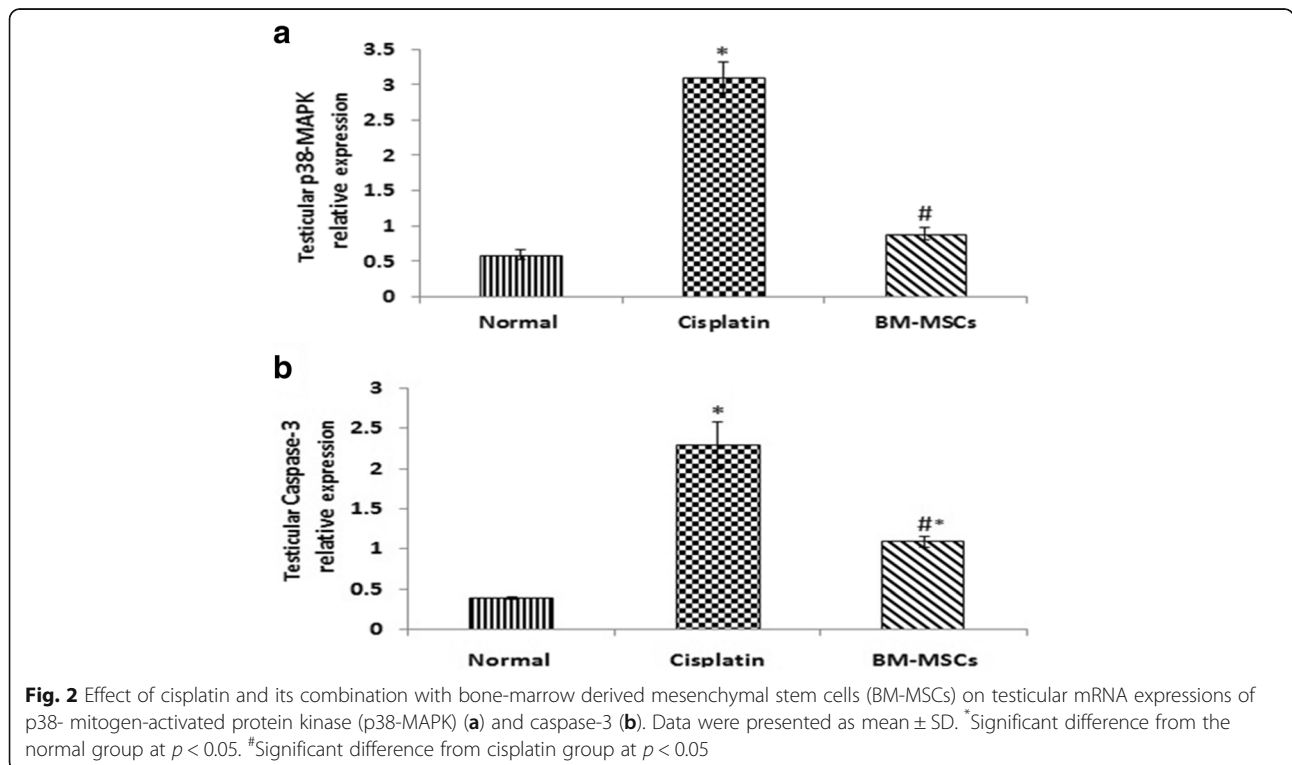 a
3.5
*
3
2.5
2
1.5
1
#
0.5
0
Testicular p38-MAPK
relative expression
Normal Cisplatin BM-MSCs
b
3
*
2.5
2
1.5
#*
1
0.5
0
Testicular Caspase-3
relative expression
Normal Cisplatin BM-MSCs
Fig. 2 Effect of cisplatin and its combination with bone-marrow derived mesenchymal stem cells (BM-MSCs) on testicular mRNA expressions of
p38- mitogen-activated protein kinase (p38-MAPK) (a) and caspase-3 (b). Data were presented as mean ± SD. *Significant difference from the
normal group at p < 0.05. #Significant difference from cisplatin group at p < 0.05